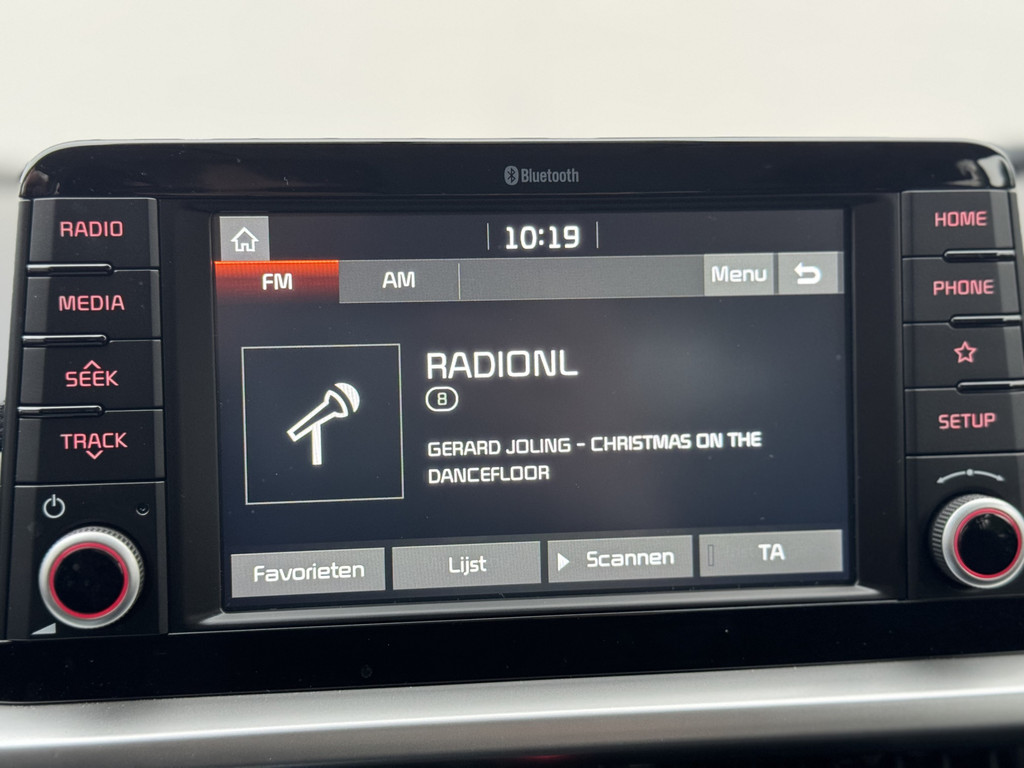 Bluetooth
RADIO
MEDIA
SEEK
TRACK
10:19
FM
AM
Menu
RADIONL
8
GERARD JOLING - CHRISTMAS ON THE
DANCEFLOOR
Favorieten
Lijst
Scannen
TA
HOME
PHONE
SETUP